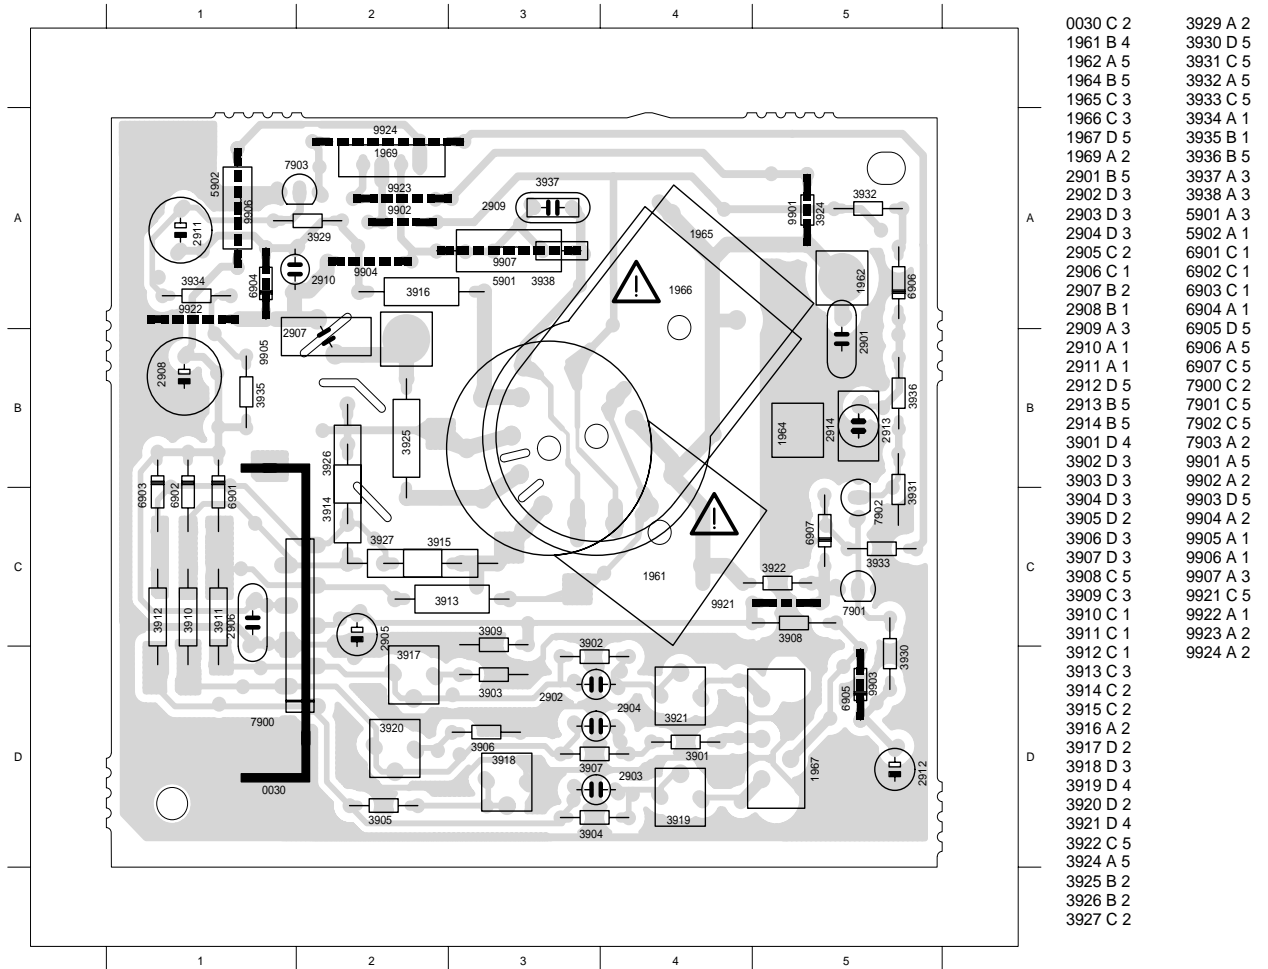 1 2 3 4 5
0030 C 2
1961 B 4
1962 A 5
1964 B 5
1965 C 3
1966 C 3
1967 D 5
1969 A 2
2901 B 5
2902 D 3
2903 D 3
2904 D 3
2905 C 2
2906 C 1
2907 B 2
2908 B 1
2909 A 3
2910 A 1
2911 A 1
2912 D 5
2913 B 5
2914 B 5
3901 D 4
3902 D 3
3903 D 3
3904 D 3
3905 D 2
3906 D 3
3907 D 3
3908 C 5
3909 C 3
3910 C 1
3911 C 1
3912 C 1
3913 C 3
3914 C 2
3915 C 2
3916 A 2
3917 D 2
3918 D 3
3919 D 4
3920 D 2
3921 D 4
3922 C 5
3924 A 5
3925 B 2
3926 B 2
3927 C 2
3929 A 2
3930 D 5
3931 C 5
3932 A 5
3933 C 5
3934 A 1
3935 B 1
3936 B 5
3937 A 3
3938 A 3
5901 A 3
5902 A 1
6901 C 1
6902 C 1
6903 C 1
6904 A 1
6905 D 5
6906 A 5
6907 C 5
7900 C 2
7901 C 5
7902 C 5
7903 A 2
9901 A 5
9902 A 2
9903 D 5
9904 A 2
9905 A 1
9906 A 1
9907 A 3
9921 C 5
9922 A 1
9923 A 2
9924 A 2
9924
1969
7903
5902
9906
9923
9902
2909
3937
9901
3924
3932
A
A
2911
3929
1965
9904
9907
5901
3938
6904
2910
3934
3916
1966
1962
6906
9922
2907
9905
2901
2908
3935
3936
B
B
3925
1964
2914
2913
3926
6903
6902
6901
3914
3931
7902
6907
!
!
3927
3915
3933
C
C
1961
3922
9921
7901
3912
3910
3911
2906
3913
3908
2905
3909
3902
3917
3930
3903
2902
2904
6905
9903
7900
3920
3921
3906
3918
3907
3901
D
D
2903
1967
2912
0030
3905
3904
3919
1 2 3 4 5